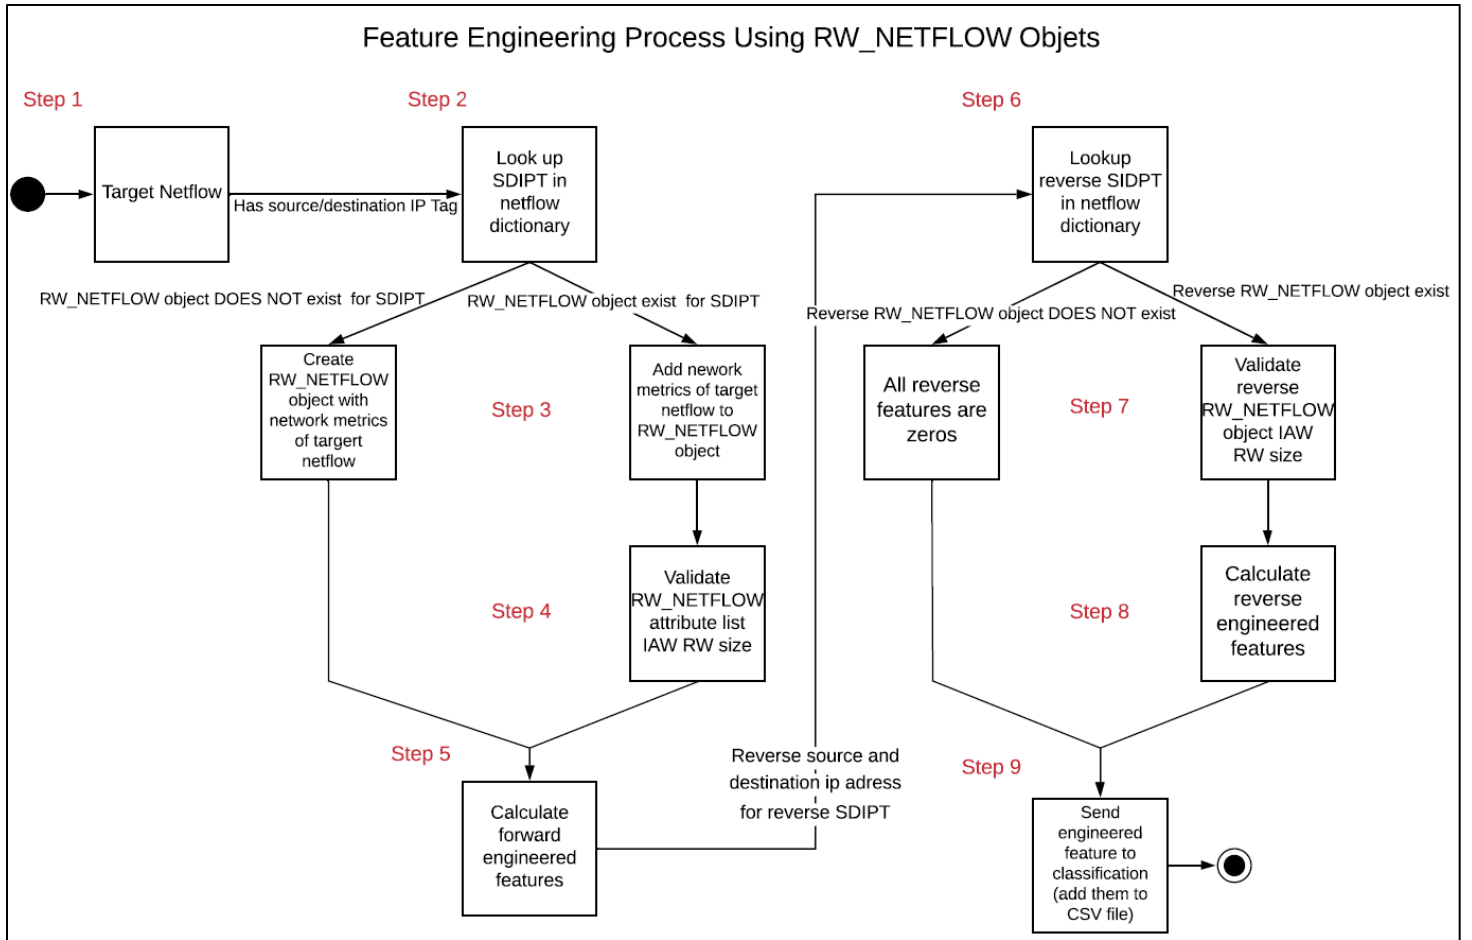 Feature Engineering Process Using RW_NETFLOW Objets
Step 1
Target Netflow
Has source/destination IP Tag
Step 2
Look up
SDIPT in
netflow
dictionary
RW_NETFLOW object DOES NOT exist for SDIPT
RW_NETFLOW object exist for SDIPT
Create
RW_NETFLOW
object with
network metrics
of targert
netflow
Step 3
Add nework
metrics of target
netflow to
RW_NETFLOW
object
Step 4
Validate
RW_NETFLOW
attribute list
IAW RW size
Step 5
Calculate
forward
engineered
features
Reverse source and
destination ip adress
for reverse SDIPT
Step 6
Lookup
reverse SIDPT
in netflow
dictionary
Reverse RW_NETFLOW object DOES NOT exist
Reverse RW_NETFLOW object exist
All reverse
features are
zeros
Step 7
Validate
reverse
RW_NETFLOW
object IAW
RW size
Step 8
Calculate
reverse
engineered
features
Step 9
Send
engineered
feature to
classification
(add them to
CSV file)